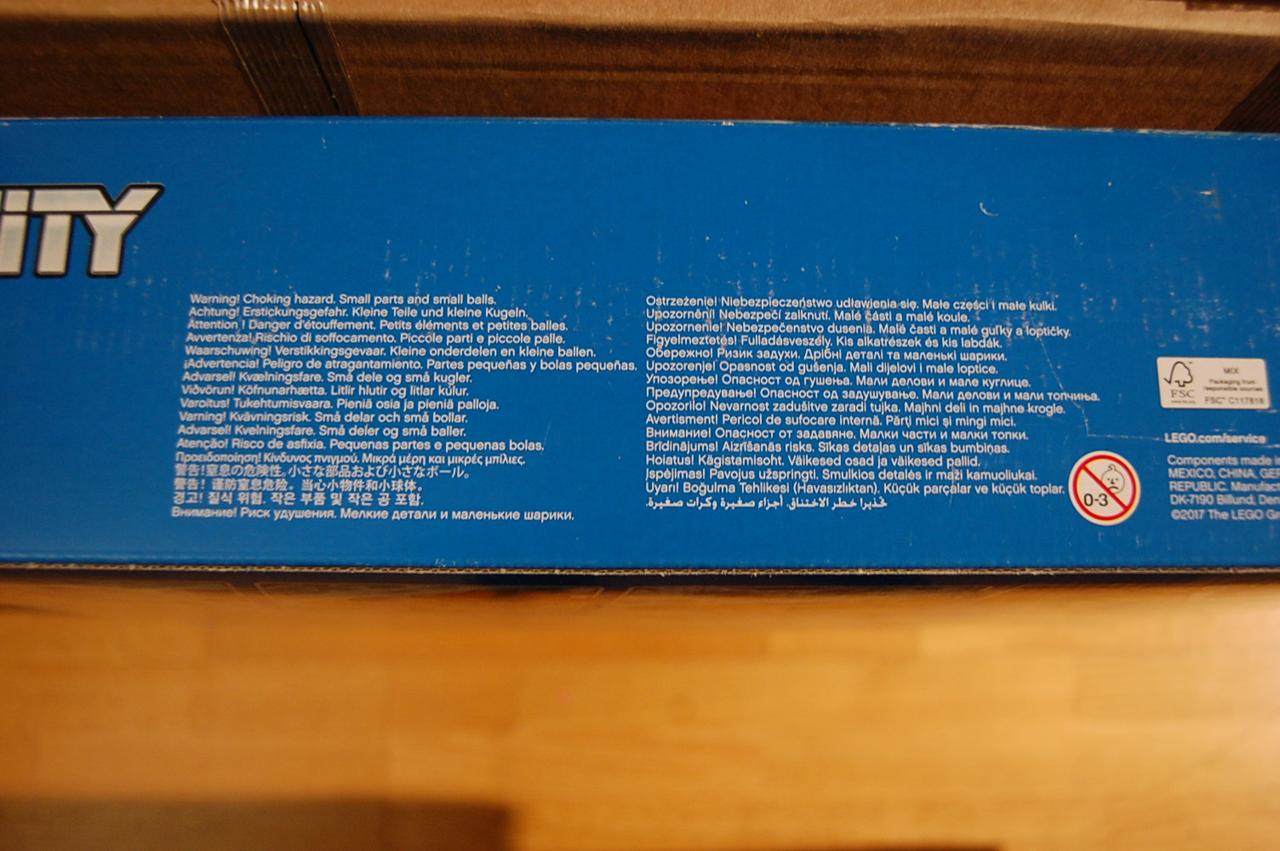 CITY
Warning! Choking hazard. Small parts and small balls.
Achtung! Erstickungsgefahr. Kleine Teile und kleine Kugeln.
Attention ! Danger d'étouffement. Petits éléments et petites balles.
Avvertenza! Rischio di soffocamento. Piccole parti e piccole palle.
Waarschuwing! Verstikkingsgevaar. Kleine onderdelen en kleine ballen.
¡Advertencia! Peligro de atragantamiento. Partes pequeñas y bolas pequeñas.
Advarsel! Kvælningsfare. Små dele og små kugler.
Viðvörun! Köfnunarhætta. Litlir hlutir og litlar kúlur.
Varoitus! Tukehtumisvaara. Pieniä osia ja pieniä palloja.
Varning! Kvävningsrisk. Små delar och små bollar.
Advarsel! Kvelningsfare. Små deler og små baller.
Atenção! Risco de asfixia. Pequenas partes e pequenas bolas.
Προειδοποίηση! Κίνδυνος πνιγμού. Μικρά μέρη και μικρές μπίλιες.
警告!窒息の危険性。小さな部品および小さなボール。
警告! 谨防窒息危险。当心小物件和小球体。
경고! 질식 위험. 작은 부품 및 작은 공 포함.
Внимание! Риск удушения. Мелкие детали и маленькие шарики.
Ostrzeżenie! Niebezpieczeństwo udławienia się. Małe części i małe kulki.
Upozornění! Nebezpečí zalknutí. Malé části a malé koule.
Upozornenie! Nebezpečenstvo dusenia. Malé časti a malé guľky a loptičky.
Figyelmeztetés! Fulladásveszély. Kis alkatrészek és kis labdák.
Обережно! Ризик задухи. Дрібні деталі та маленькі шарики.
Upozorenje! Opasnost od gušenja. Mali dijelovi i male loptice.
Упозорење! Опасност од гушења. Мали делови и мале куглице.
Предупредување! Опасност од задушување. Мали делови и мали топчиња.
Opozorilo! Nevarnost zadušitve zaradi tujka. Majhni deli in majhne krogle.
Avertisment! Pericol de sufocare internă. Părți mici și mingi mici.
Внимание! Опасност от задавяне. Малки части и малки топки.
Brīdinājums! Aizrīšanās risks. Sīkas detaļas un sīkas bumbiņas.
Hoiatus! Kägistamisoht. Väikesed osad ja väikesed pallid.
Įspėjimas! Pavojus užspringti. Smulkios detalės ir maži kamuoliukai.
Uyarı! Boğulma Tehlikesi (Havasızlıktan). Küçük parçalar ve küçük toplar.
تحذير! خطر الاختناق. أجزاء صغيرة وكرات صغيرة.
0-3
FSC
MIX
Packaging from
responsible sources
FSC® C117818
LEGO.com/service
Components made i
MEXICO, CHINA, GE
REPUBLIC. Manufact
DK-7190 Billund, Den
©2017 The LEGO Gr